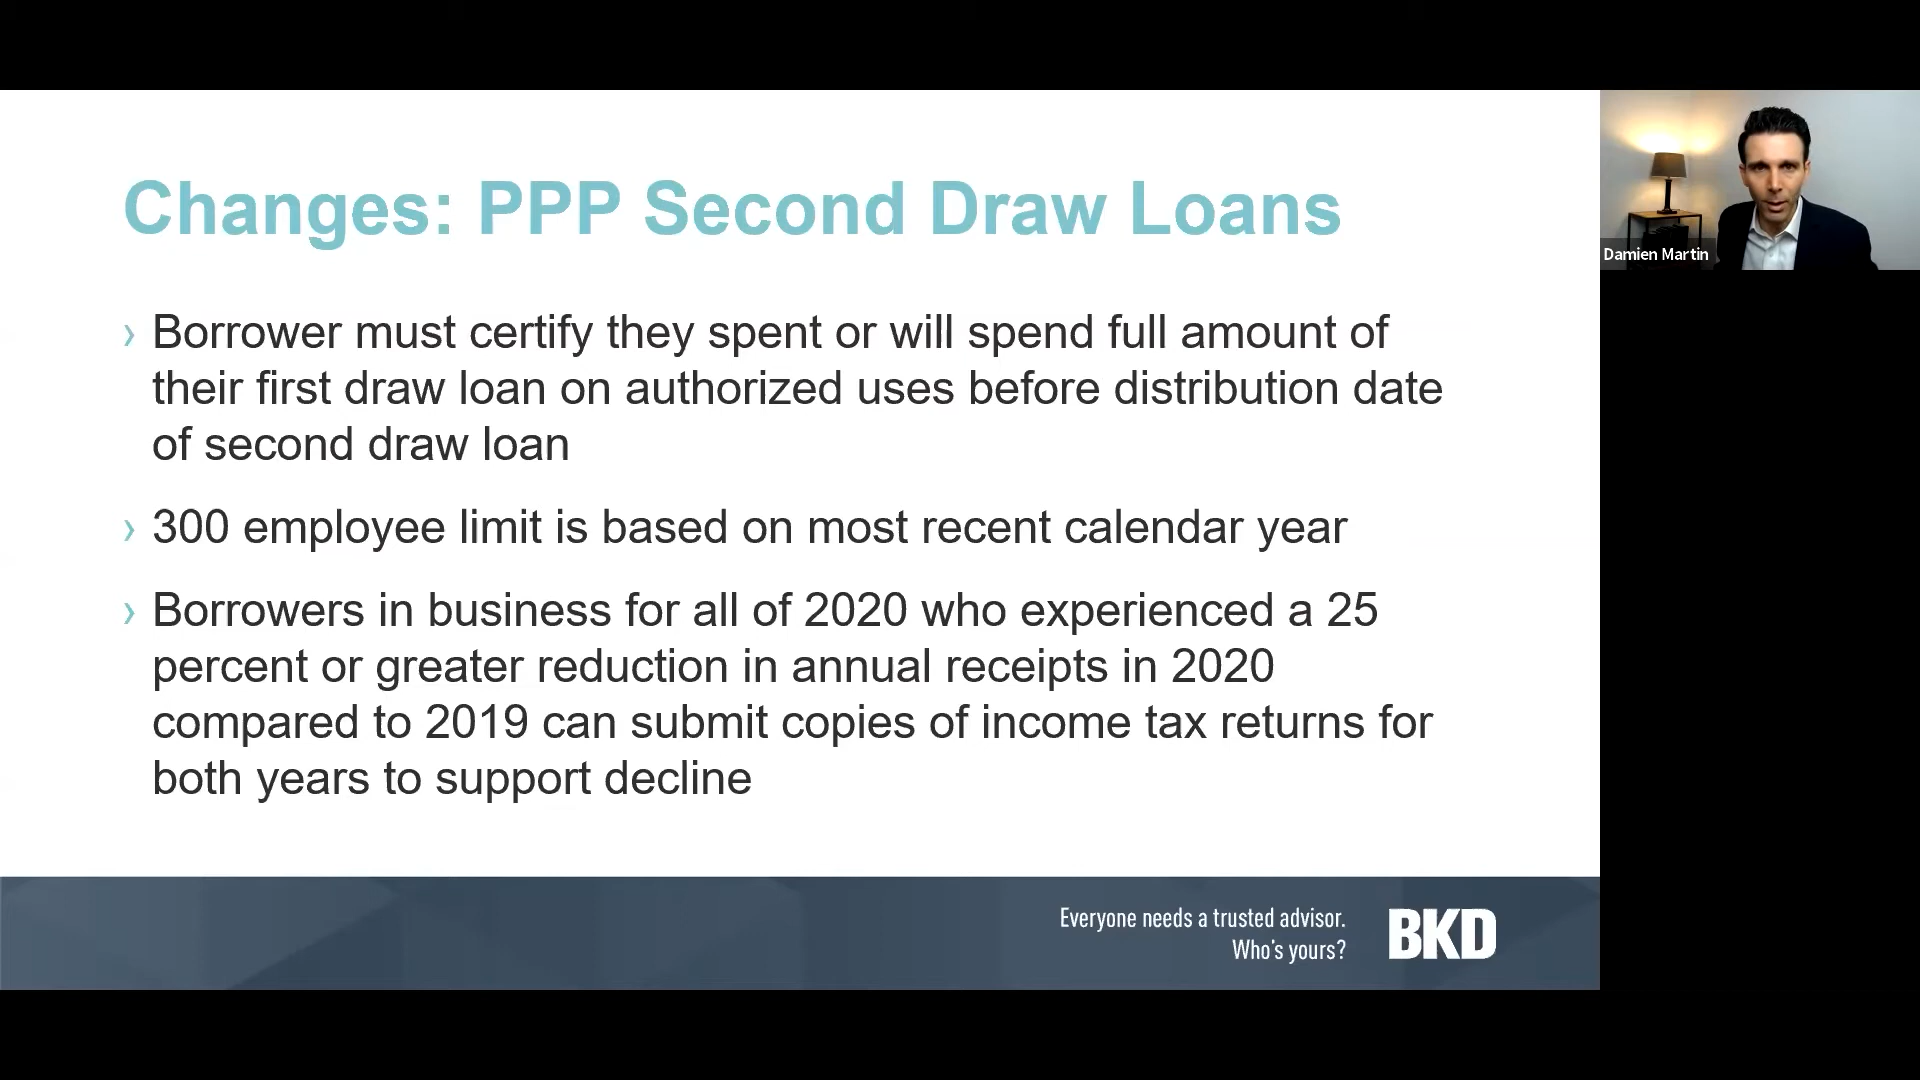 Changes: PPP Second Draw Loans
› Borrower must certify they spent or will spend full amount of
their first draw loan on authorized uses before distribution date
of second draw loan
› 300 employee limit is based on most recent calendar year
› Borrowers in business for all of 2020 who experienced a 25
percent or greater reduction in annual receipts in 2020
compared to 2019 can submit copies of income tax returns for
both years to support decline
Everyone needs a trusted advisor.
Who's yours?
BKD
Damien Martin